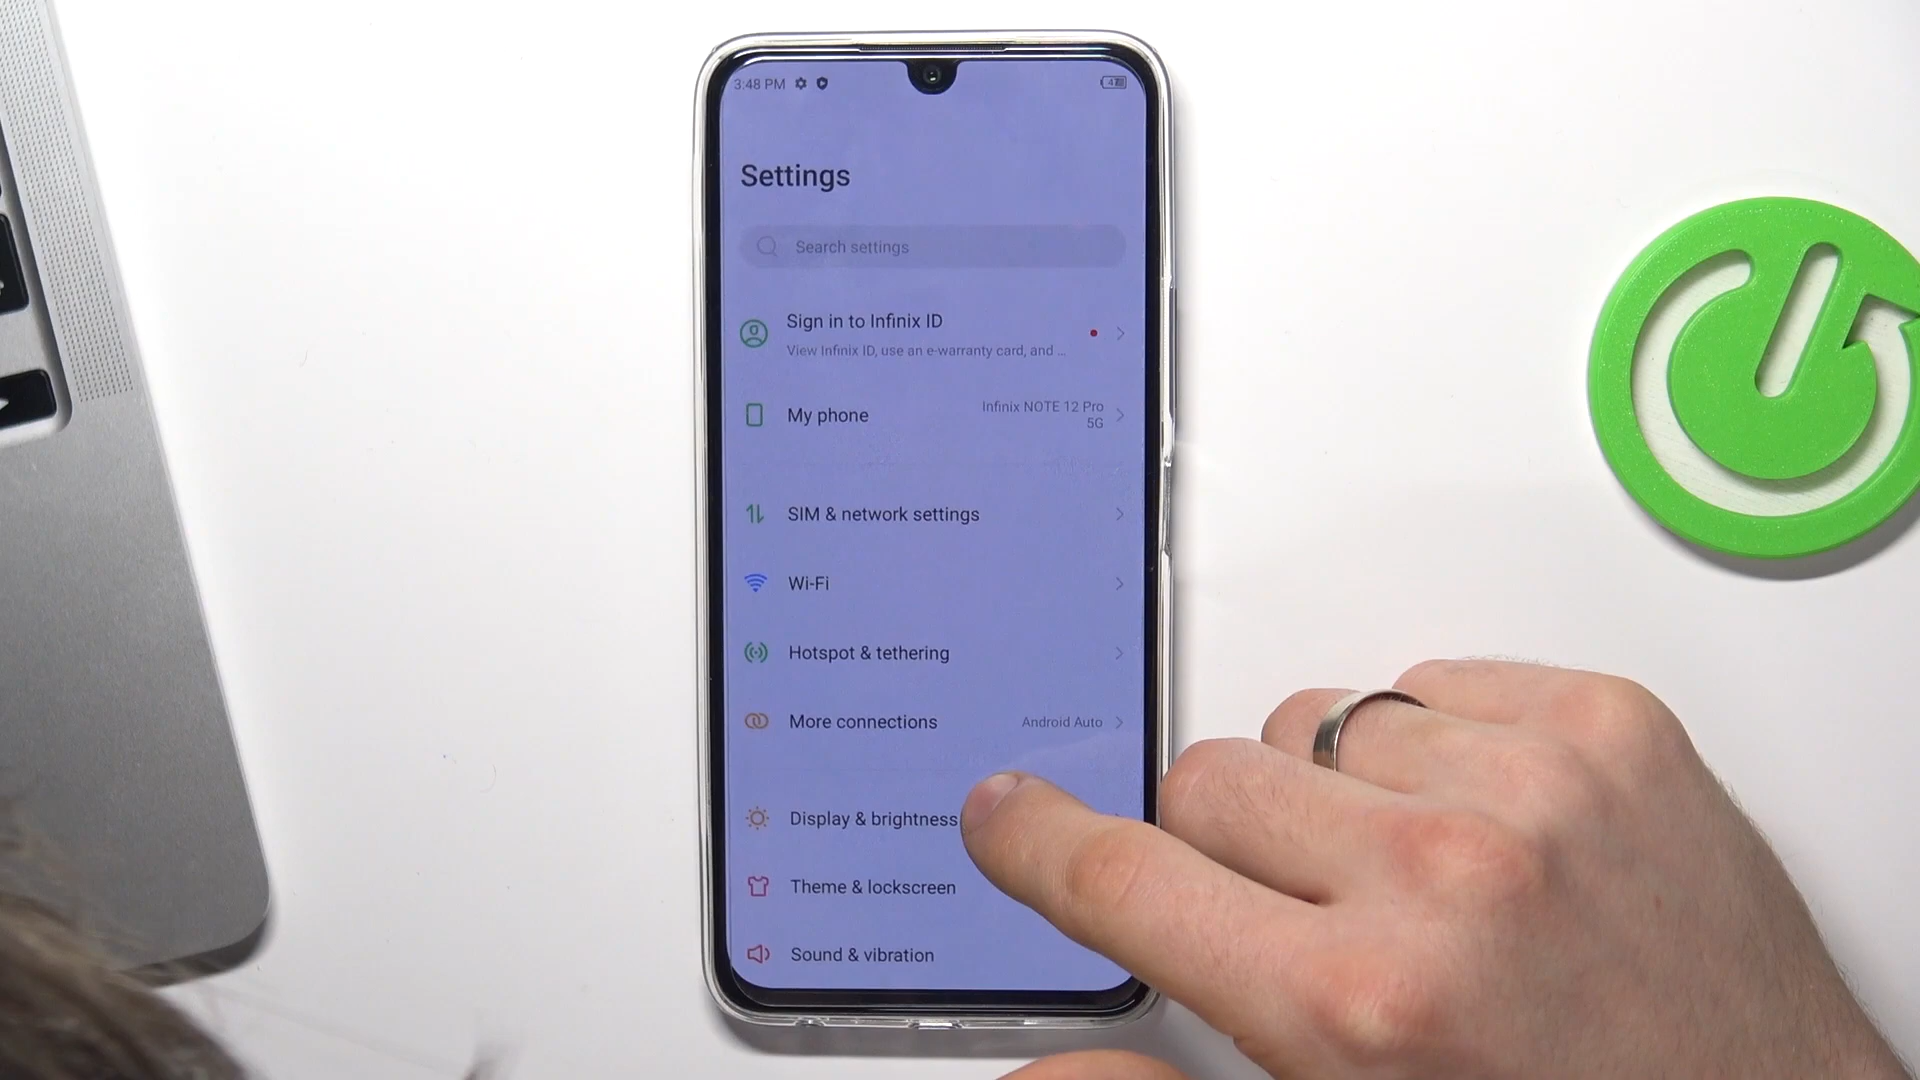 3:48 PM
Settings
Search settings
Sign in to Infinix ID
View Infinix ID, use an e-warranty card, and ...
My phone
Infinix NOTE 12 Pro
5G
SIM & network settings
Wi-Fi
Hotspot & tethering
More connections
Android Auto
Display & brightness
Theme & lockscreen
Sound & vibration